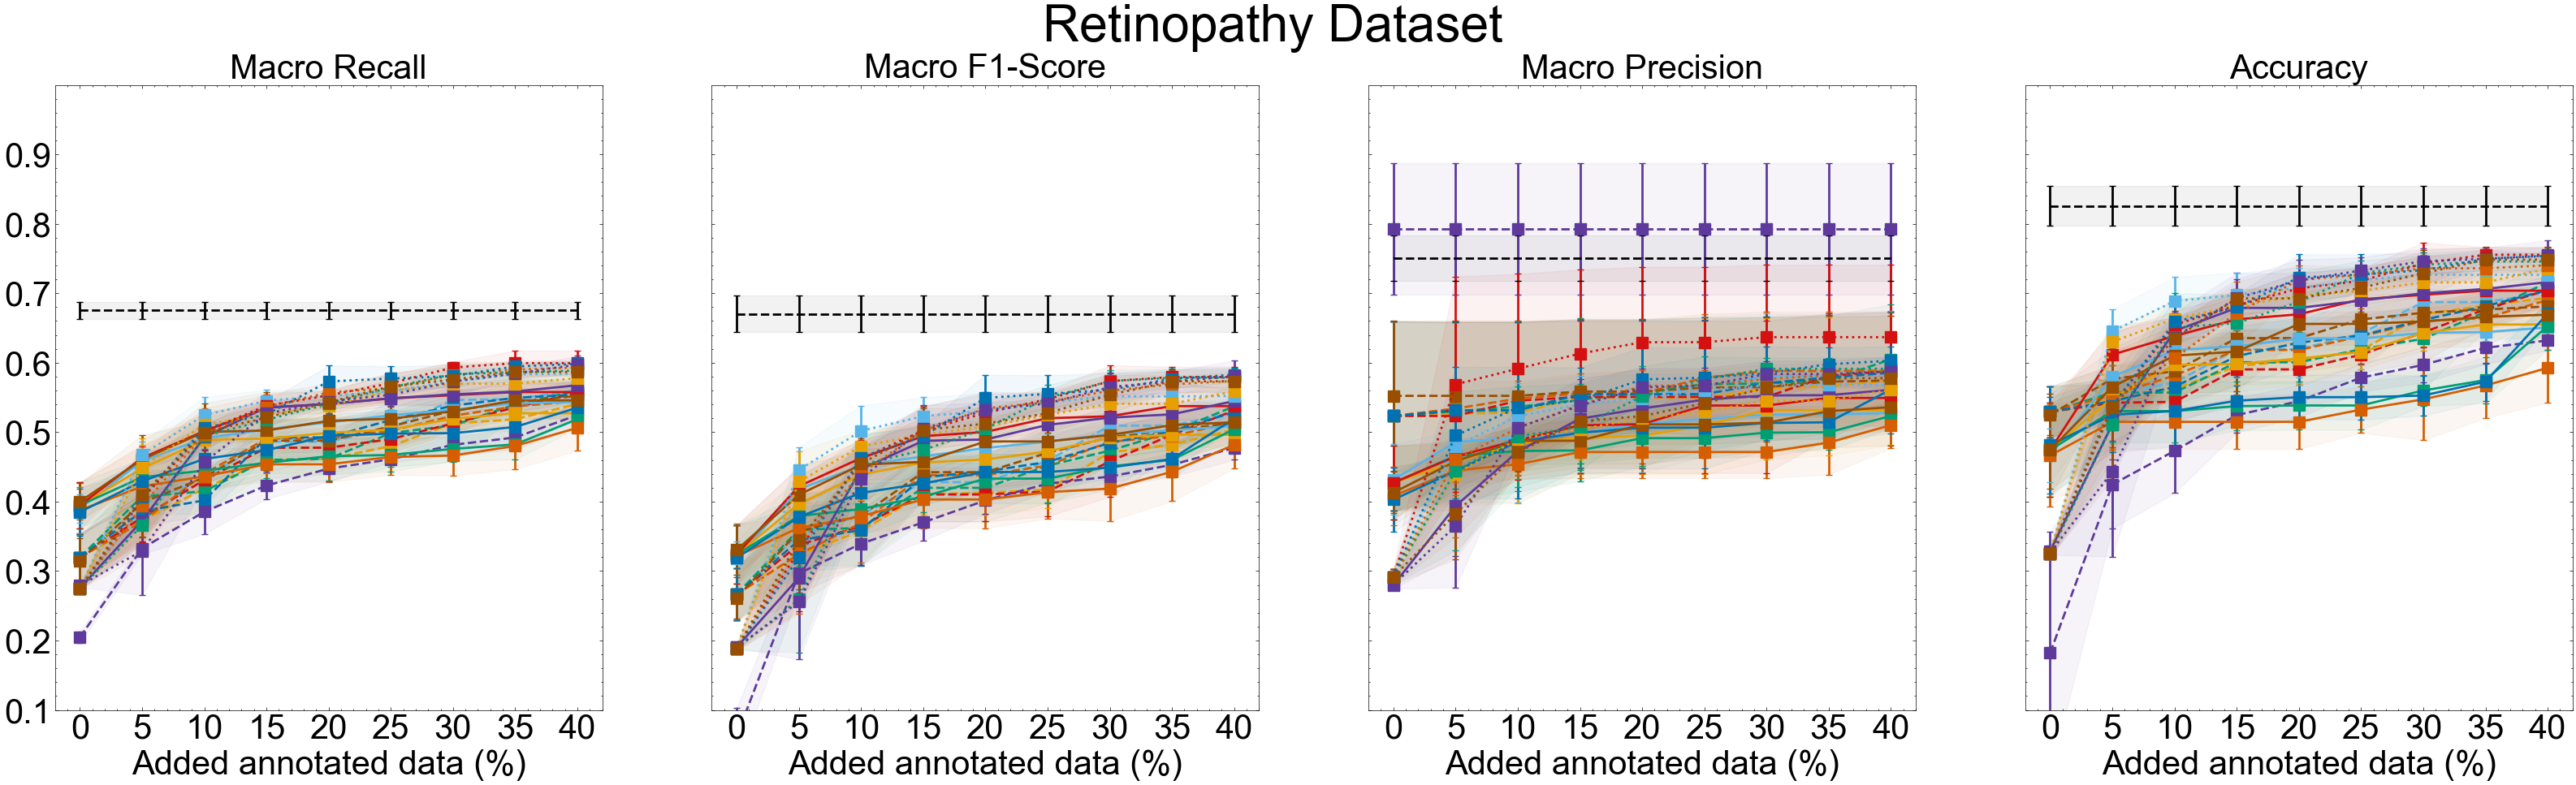 Retinopathy Dataset
Macro Recall
0.9
0.8
0.7
0.6
0.5
0.4
0.3
0.2
0.1
0 5 10 15 20 25 30 35 40
Added annotated data (%)
Macro F1-Score
0 5 10 15 20 25 30 35 40
Added annotated data (%)
Macro Precision
0 5 10 15 20 25 30 35 40
Added annotated data (%)
Accuracy
0 5 10 15 20 25 30 35 40
Added annotated data (%)